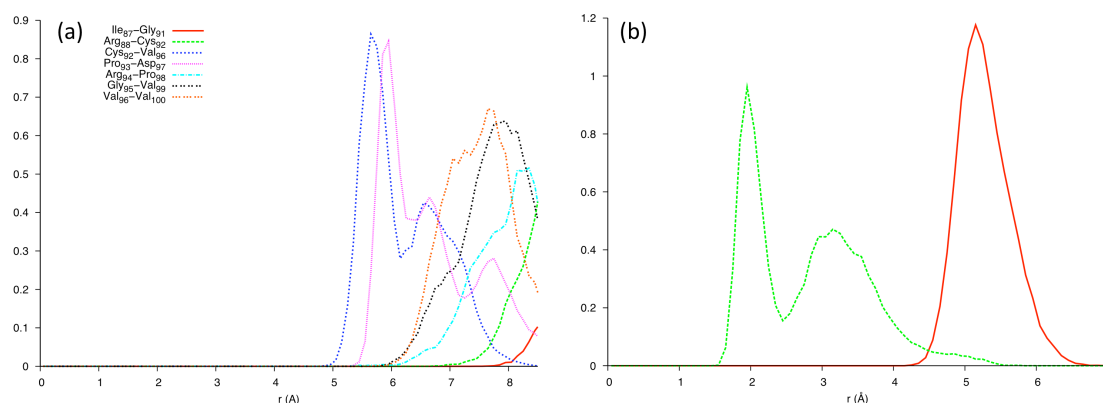 (a)
Ile87–Gly91
Arg88–Cys92
Cys92–Val96
Pro93–Asp97
Arg94–Pro98
Gly95–Val99
Val96–Val100
0.9
0.8
0.7
0.6
0.5
0.4
0.3
0.2
0.1
0
0 1 2 3 4 5 6 7 8
r (A)
(b)
1.2
1
0.8
0.6
0.4
0.2
0
0 1 2 3 4 5 6
r (Å)